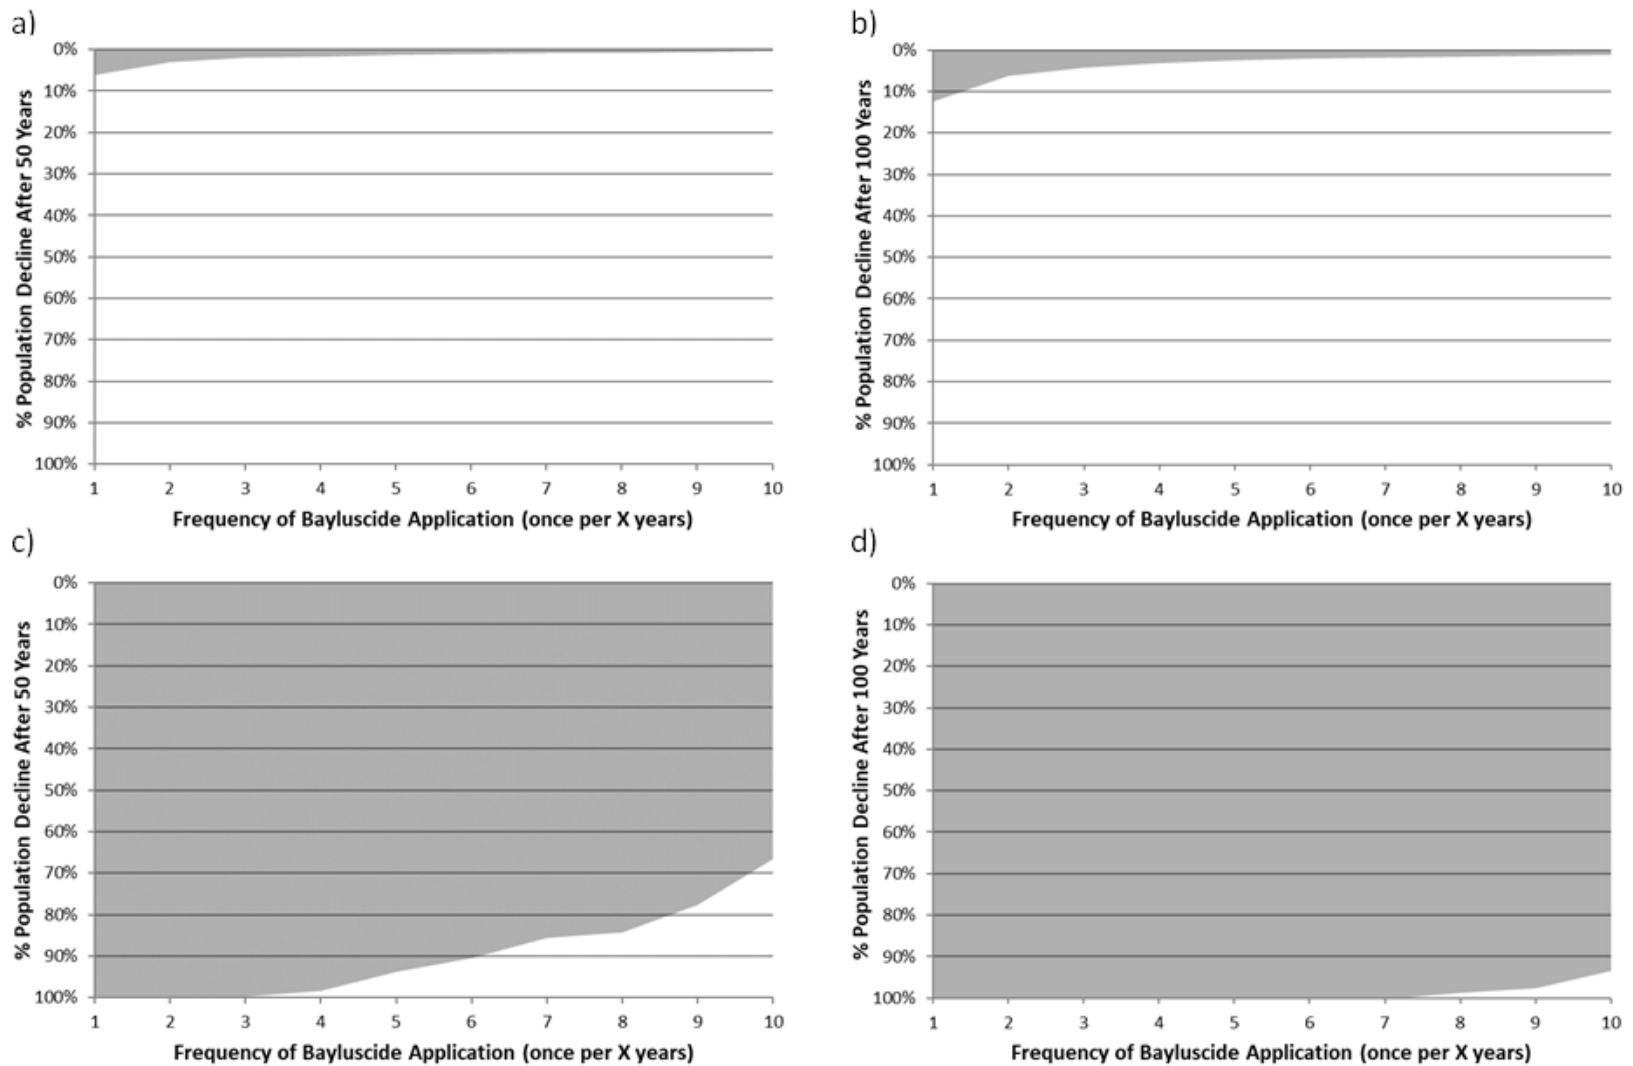 a)
% Population Decline After 50 Years
0%
10%
20%
30%
40%
50%
60%
70%
80%
90%
100%
1 2 3 4 5 6 7 8 9 10
Frequency of Bayluscide Application (once per X years)
b)
% Population Decline After 100 Years
0%
10%
20%
30%
40%
50%
60%
70%
80%
90%
100%
1 2 3 4 5 6 7 8 9 10
Frequency of Bayluscide Application (once per X years)
c)
% Population Decline After 50 Years
0%
10%
20%
30%
40%
50%
60%
70%
80%
90%
100%
1 2 3 4 5 6 7 8 9 10
Frequency of Bayluscide Application (once per X years)
d)
% Population Decline After 100 Years
0%
10%
20%
30%
40%
50%
60%
70%
80%
90%
100%
1 2 3 4 5 6 7 8 9 10
Frequency of Bayluscide Application (once per X years)